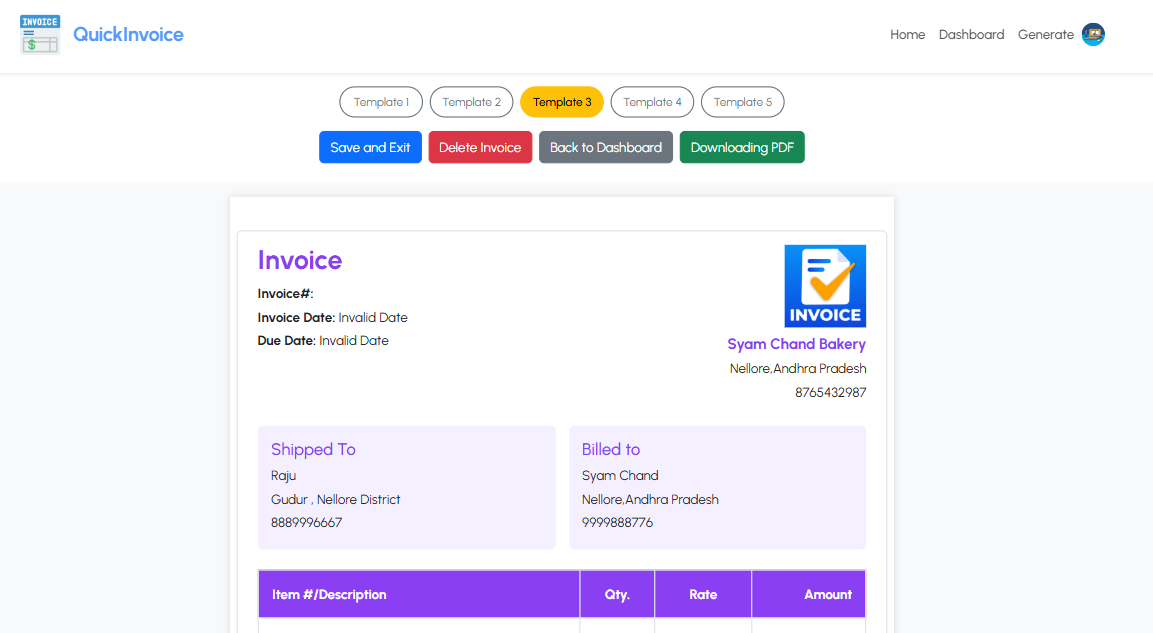 INVOICE
$
QuickInvoice
Home Dashboard Generate
Template 1 Template 2 Template 3 Template 4 Template 5
Save and Exit Delete Invoice Back to Dashboard Downloading PDF
Invoice
Invoice#:
Invoice Date: Invalid Date
Due Date: Invalid Date
INVOICE
Syam Chand Bakery
Nellore,Andhra Pradesh
8765432987
Shipped To
Raju
Gudur , Nellore District
8889996667
Billed to
Syam Chand
Nellore,Andhra Pradesh
9999888776
Item #/Description Qty. Rate Amount